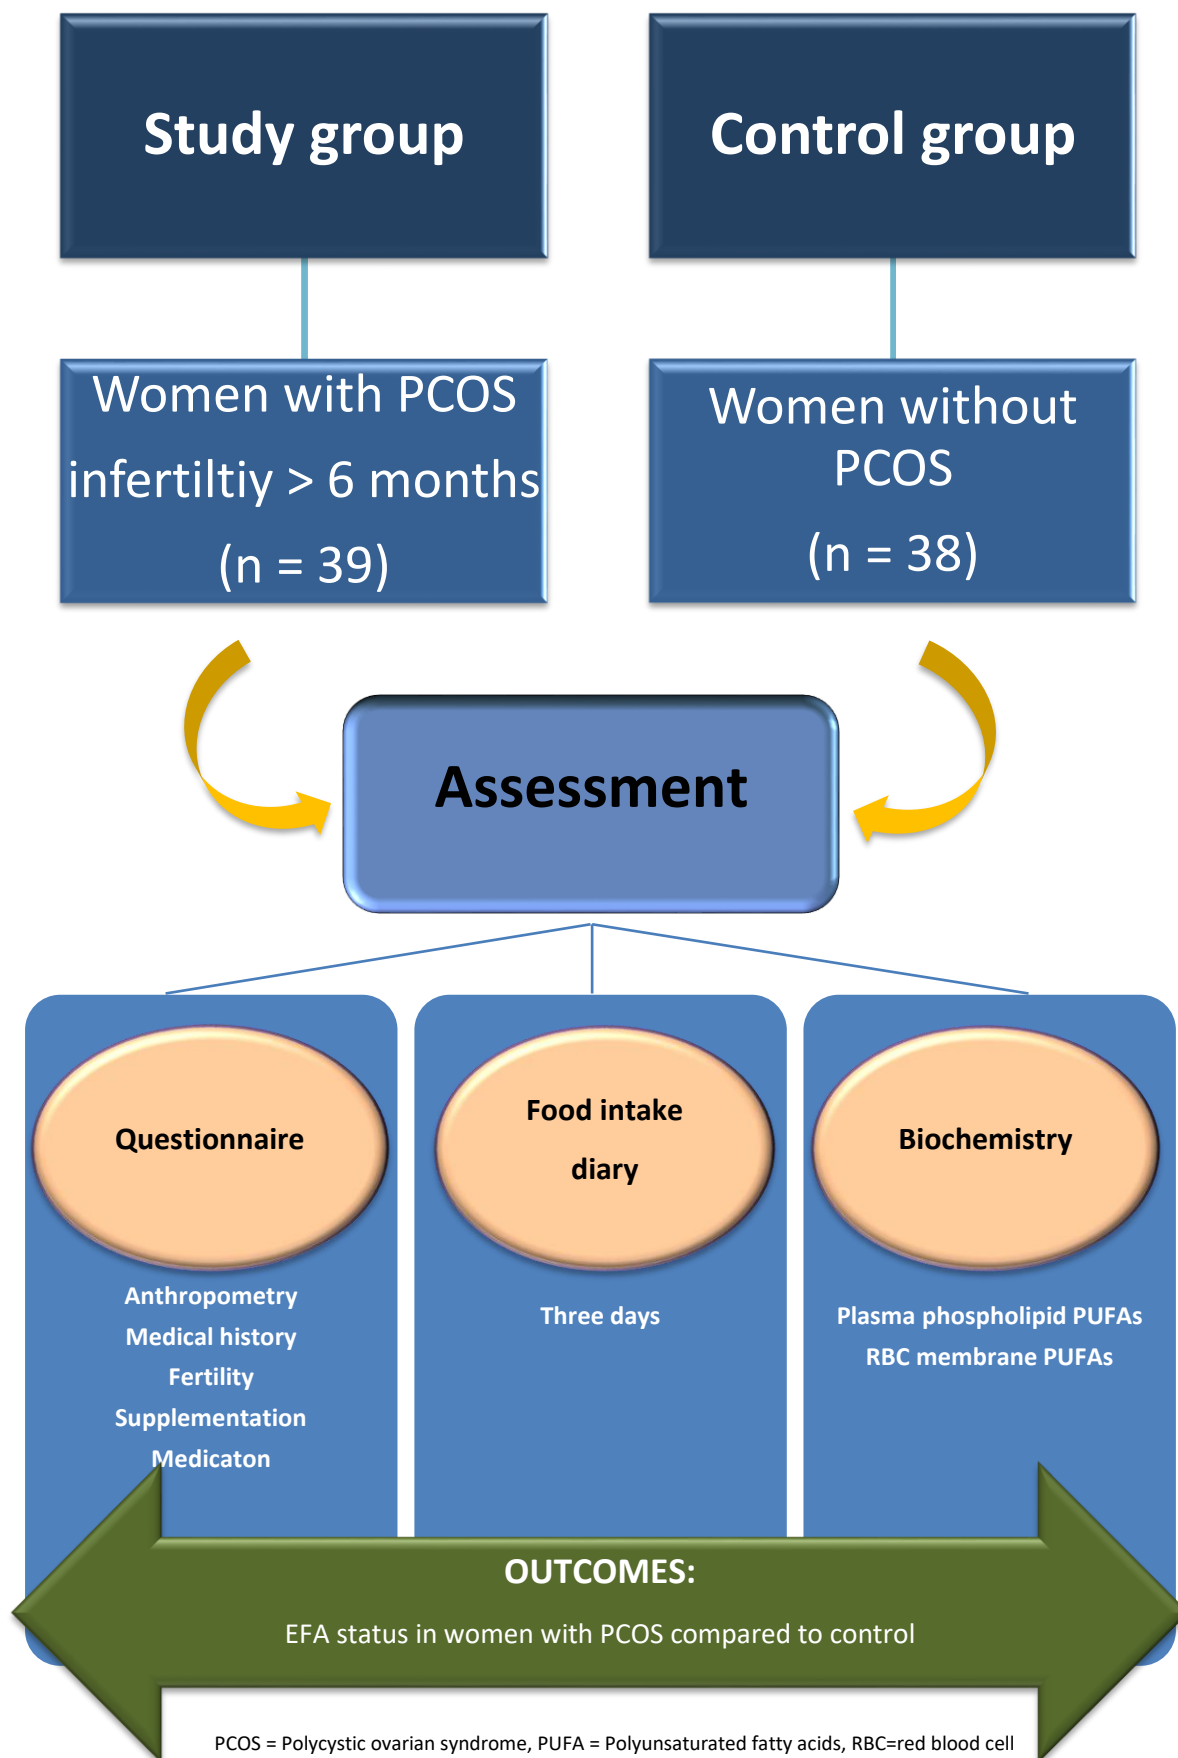 Study group
Control group
Women with PCOS
infertiltiy > 6 months
(n = 39)
Women without
PCOS
(n = 38)
Assessment
Questionnaire
Anthropometry
Medical history
Fertility
Supplementation
Medicaton
Food intake
diary
Three days
Biochemistry
Plasma phospholipid PUFAs
RBC membrane PUFAs
OUTCOMES:
EFA status in women with PCOS compared to control
PCOS = Polycystic ovarian syndrome, PUFA = Polyunsaturated fatty acids, RBC=red blood cell